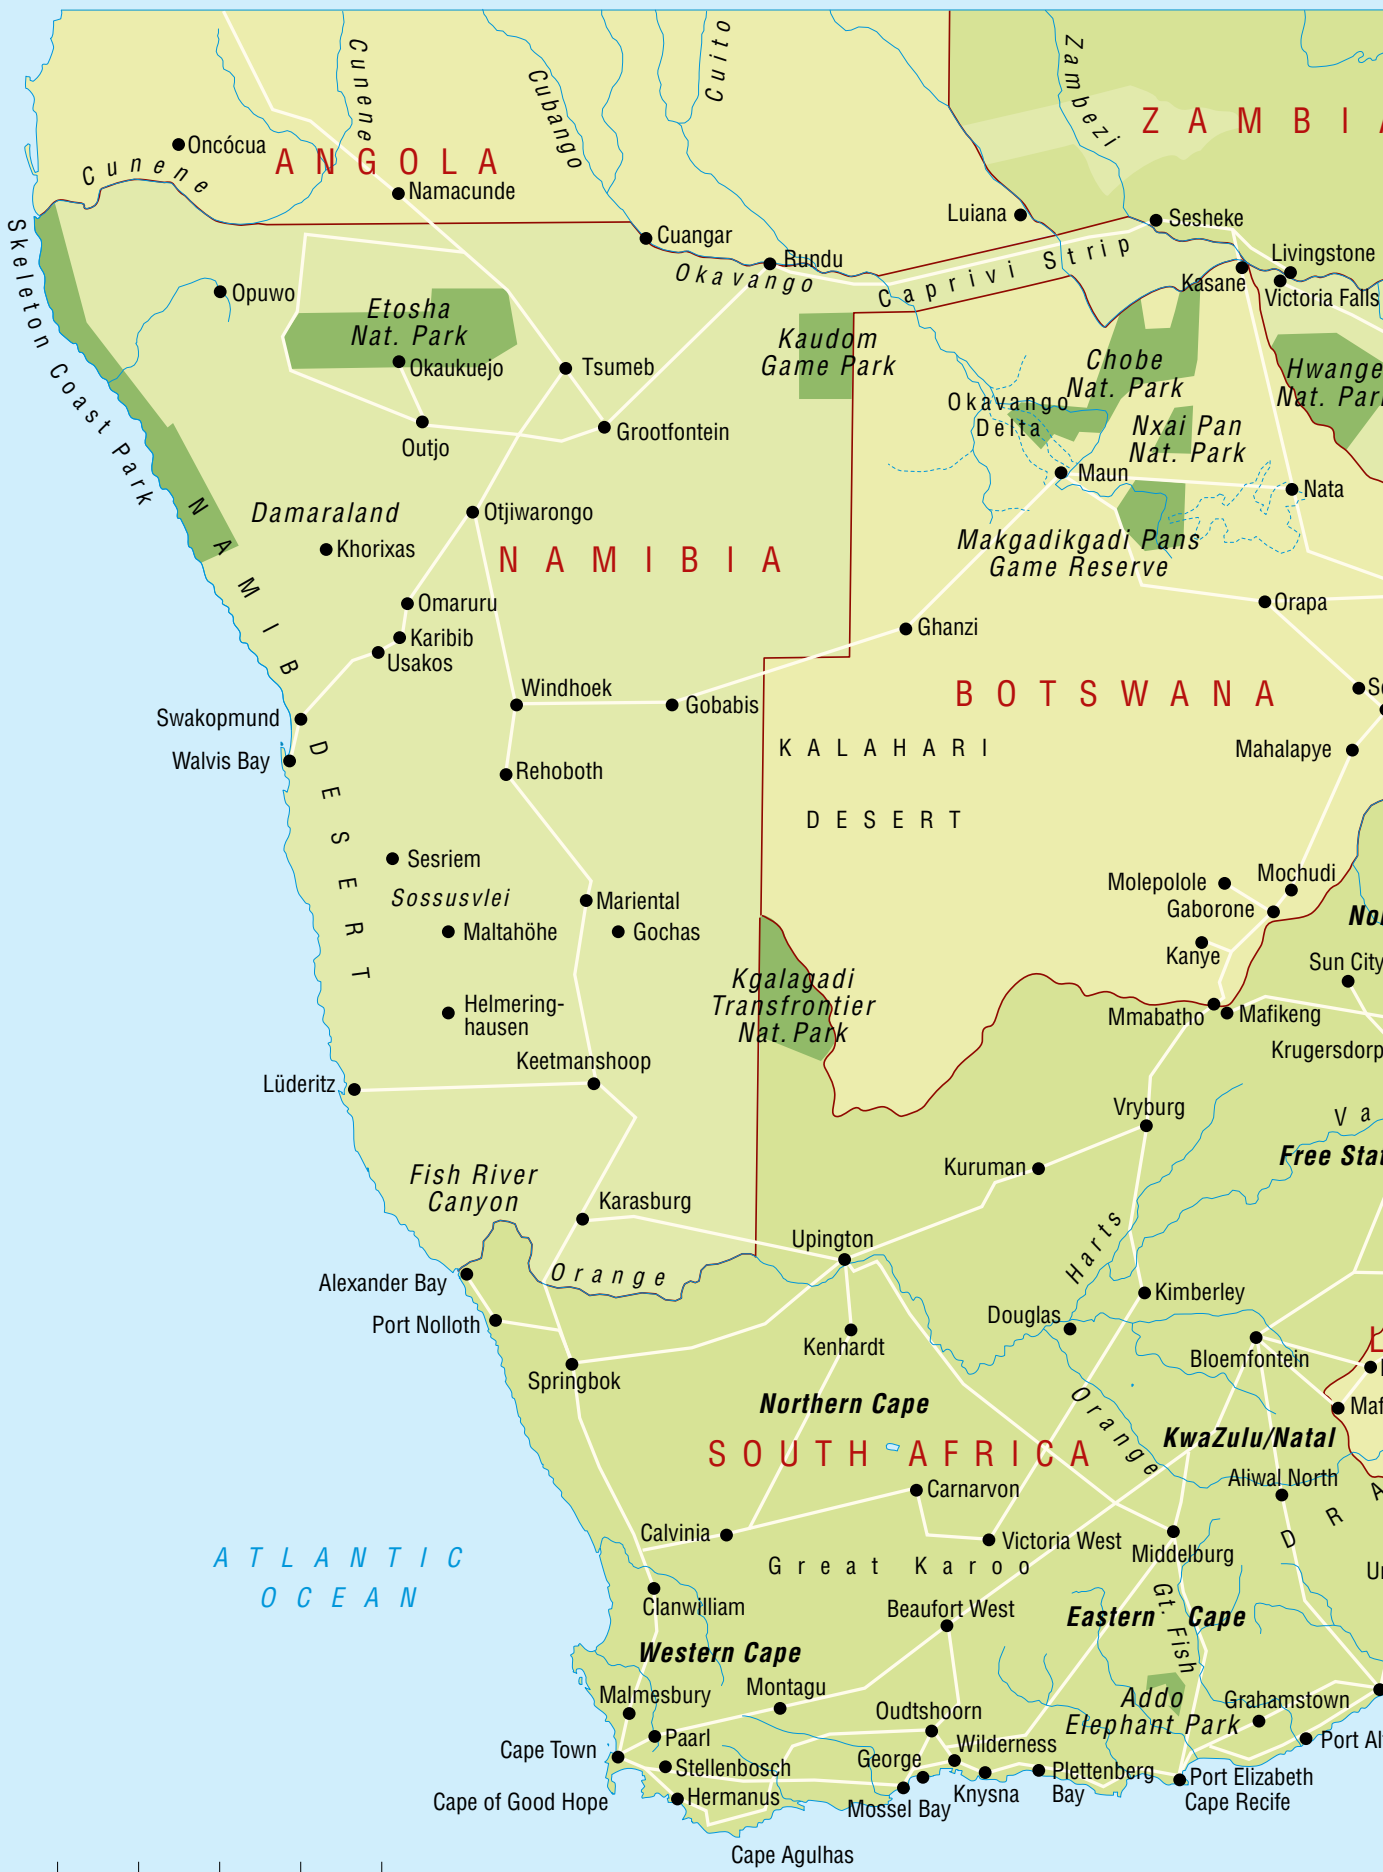 Cunene
Cubango
Cuito
Zambezi
ZAMBIA
Oncócua
ANGOLA
Cunene
Namacunde
Luiana
Sesheke
Cuangar
Rundu
Okavango
Caprivi Strip
Livingstone
Kasane
Victoria Falls
Skeleton Coast Park
Opuwo
Etosha
Nat. Park
Okaukuejo
Tsumeb
Kaudom
Game Park
Chobe
Nat. Park
Hwange
Nat. Par
Okavango
Delta
Nxai Pan
Nat. Park
Outjo
Grootfontein
Maun
Nata
Damaraland
Otjiwarongo
Khorixas
NAMIBIA
Makgadikgadi Pans
Game Reserve
NAMIB DESERT
Omaruru
Karibib
Usakos
Orapa
Ghanzi
Windhoek
Gobabis
BOTSWANA
Swakopmund
Walvis Bay
KALAHARI
DESERT
Mahalapye
Rehoboth
Sesriem
Sossusvlei
Mariental
Maltahöhe
Gochas
Molepolole
Mochudi
Gaborone
Kanye
Sun City
Kgalagadi
Transfrontier
Nat. Park
Helmering-
hausen
Mmabatho
Mafikeng
Krugersdorp
Keetmanshoop
Lüderitz
Vryburg
Va
Free Stat
Kuruman
Fish River
Canyon
Karasburg
Upington
Harts
Orange
Alexander Bay
Port Nolloth
Kimberley
Douglas
Kenhardt
Springbok
Bloemfontein
Maf
Northern Cape
Orange
KwaZulu/Natal
SOUTH AFRICA
Aliwal North
Carnarvon
DRA
Calvinia
Victoria West
Middelburg
ATLANTIC
OCEAN
Great Karoo
Clanwilliam
Beaufort West
Gt. Fish
Eastern Cape
Western Cape
Montagu
Malmesbury
Addo
Elephant Park
Grahamstown
Oudtshoorn
Paarl
Cape Town
Wilderness
Port Al
George
Stellenbosch
Plettenberg
Bay
Port Elizabeth
Cape Recife
Cape of Good Hope
Hermanus
Mossel Bay
Knysna
Cape Agulhas